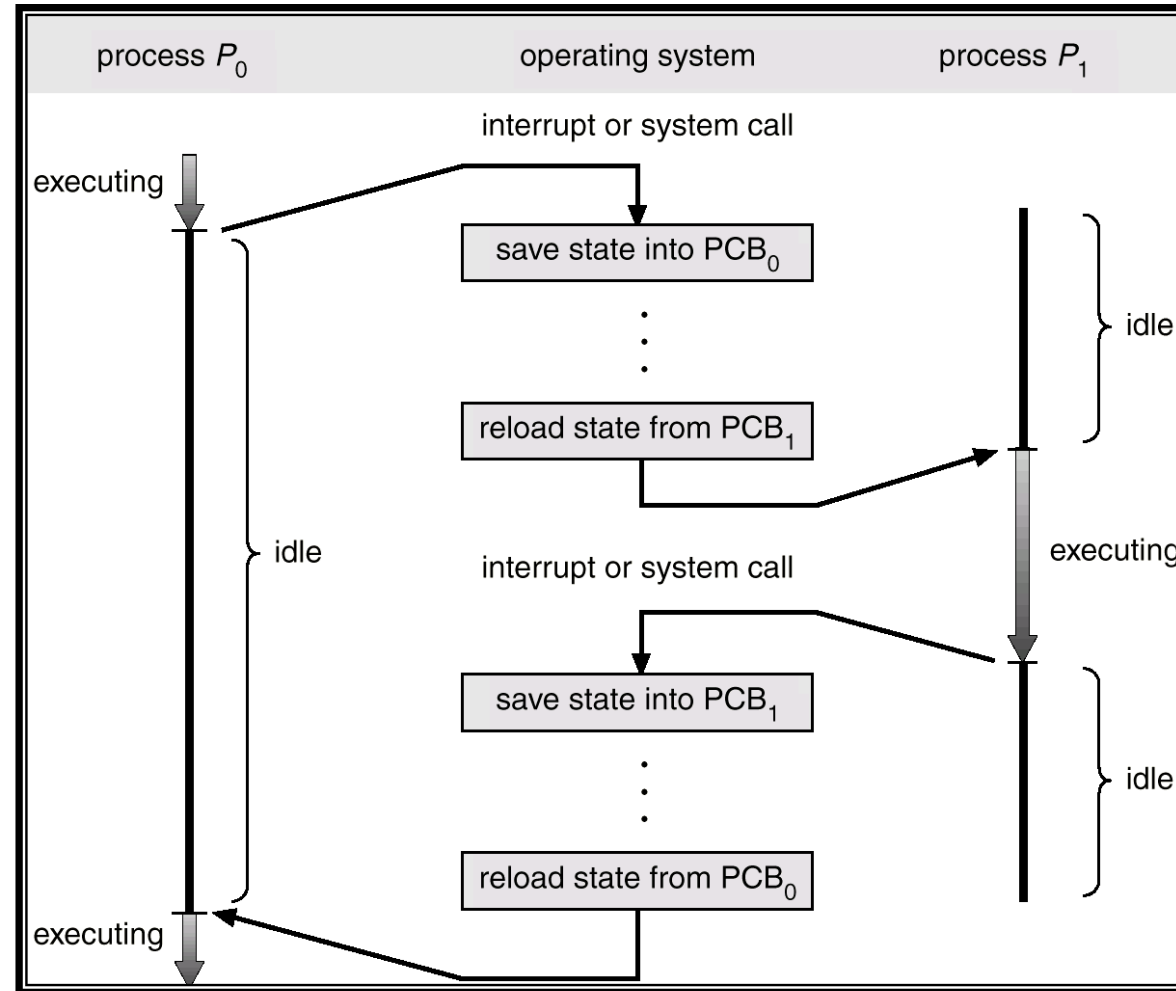 process P0 operating system process P1
interrupt or system call
executing
save state into PCB0
idle
reload state from PCB1
idle
executing
interrupt or system call
save state into PCB1
idle
reload state from PCB0
executing